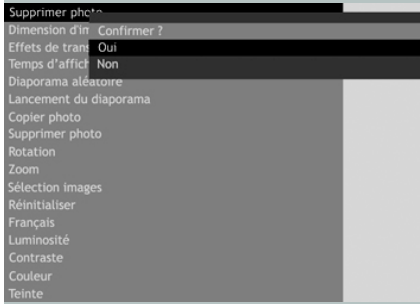 Supprimer photo
Dimension d'im
Confirmer ?
Effets de trans
Oui
Temps d’affich
Non
Diaporama aléatoire
Lancement du diaporama
Copier photo
Supprimer photo
Rotation
Zoom
Sélection images
Réinitialiser
Français
Luminosité
Contraste
Couleur
Teinte